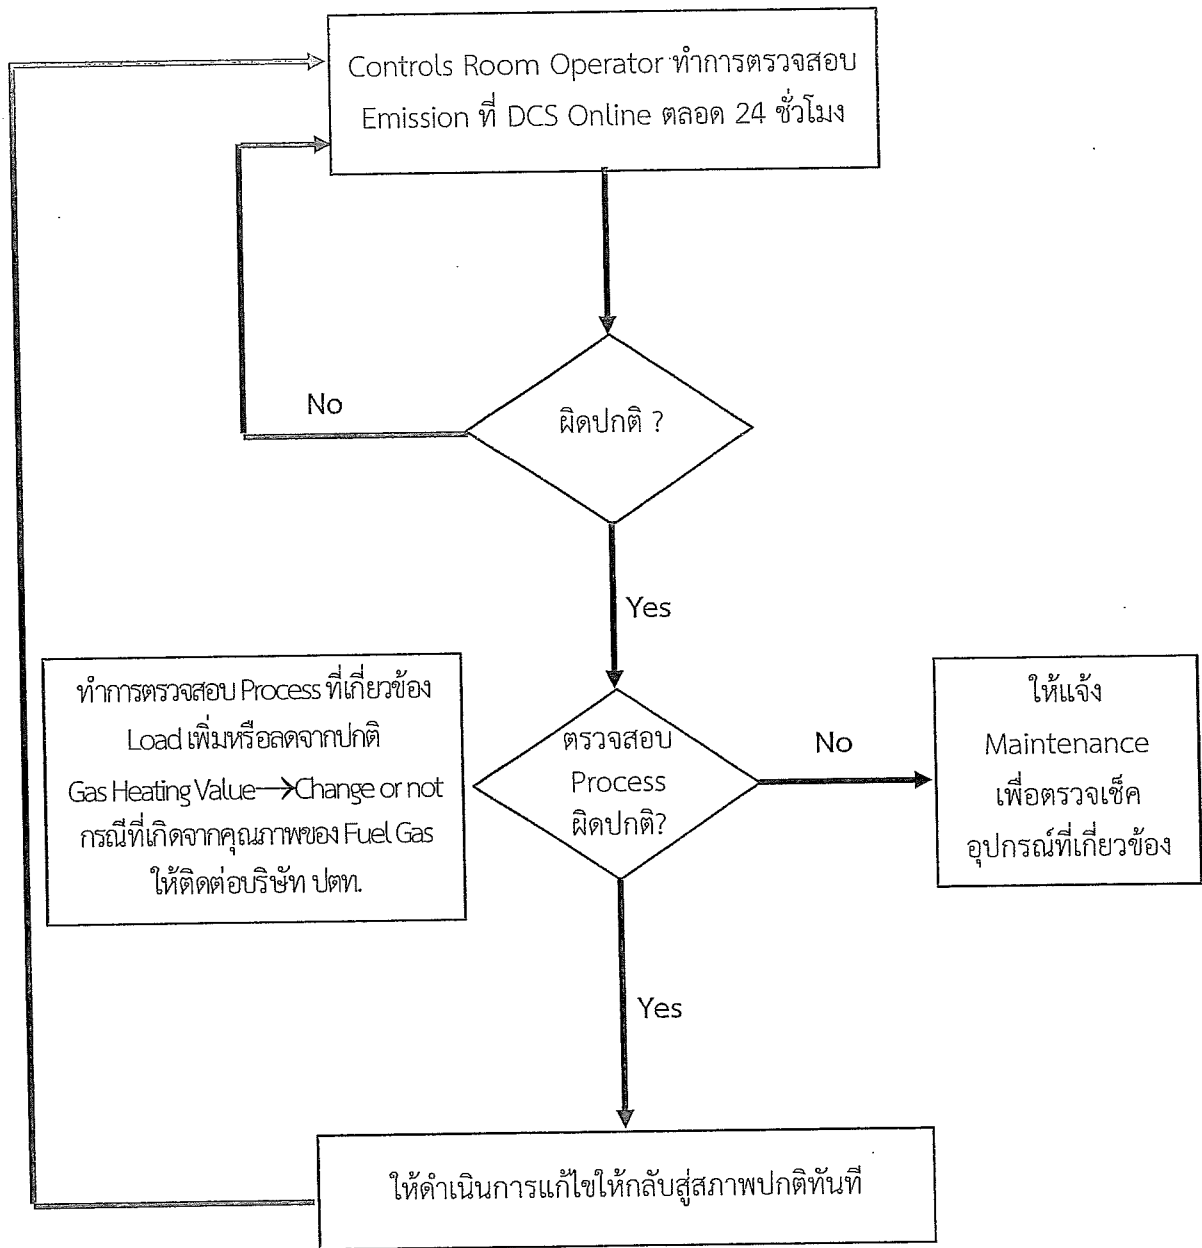 Controls Room Operator ทำการตรวจสอบ
Emission ที่ DCS Online ตลอด 24 ชั่วโมง
No
ผิดปกติ ?
Yes
ทำการตรวจสอบ Process ที่เกี่ยวข้อง
Load เพิ่มหรือลดจากปกติ
Gas Heating Value→Change or not
กรณีที่เกิดจากคุณภาพของ Fuel Gas
ให้ติดต่อบริษัท ปตท.
ตรวจสอบ
Process
ผิดปกติ?
No
ให้แจ้ง
Maintenance
เพื่อตรวจเช็ค
อุปกรณ์ที่เกี่ยวข้อง
Yes
ให้ดำเนินการแก้ไขให้กลับสู่สภาพปกติทันที